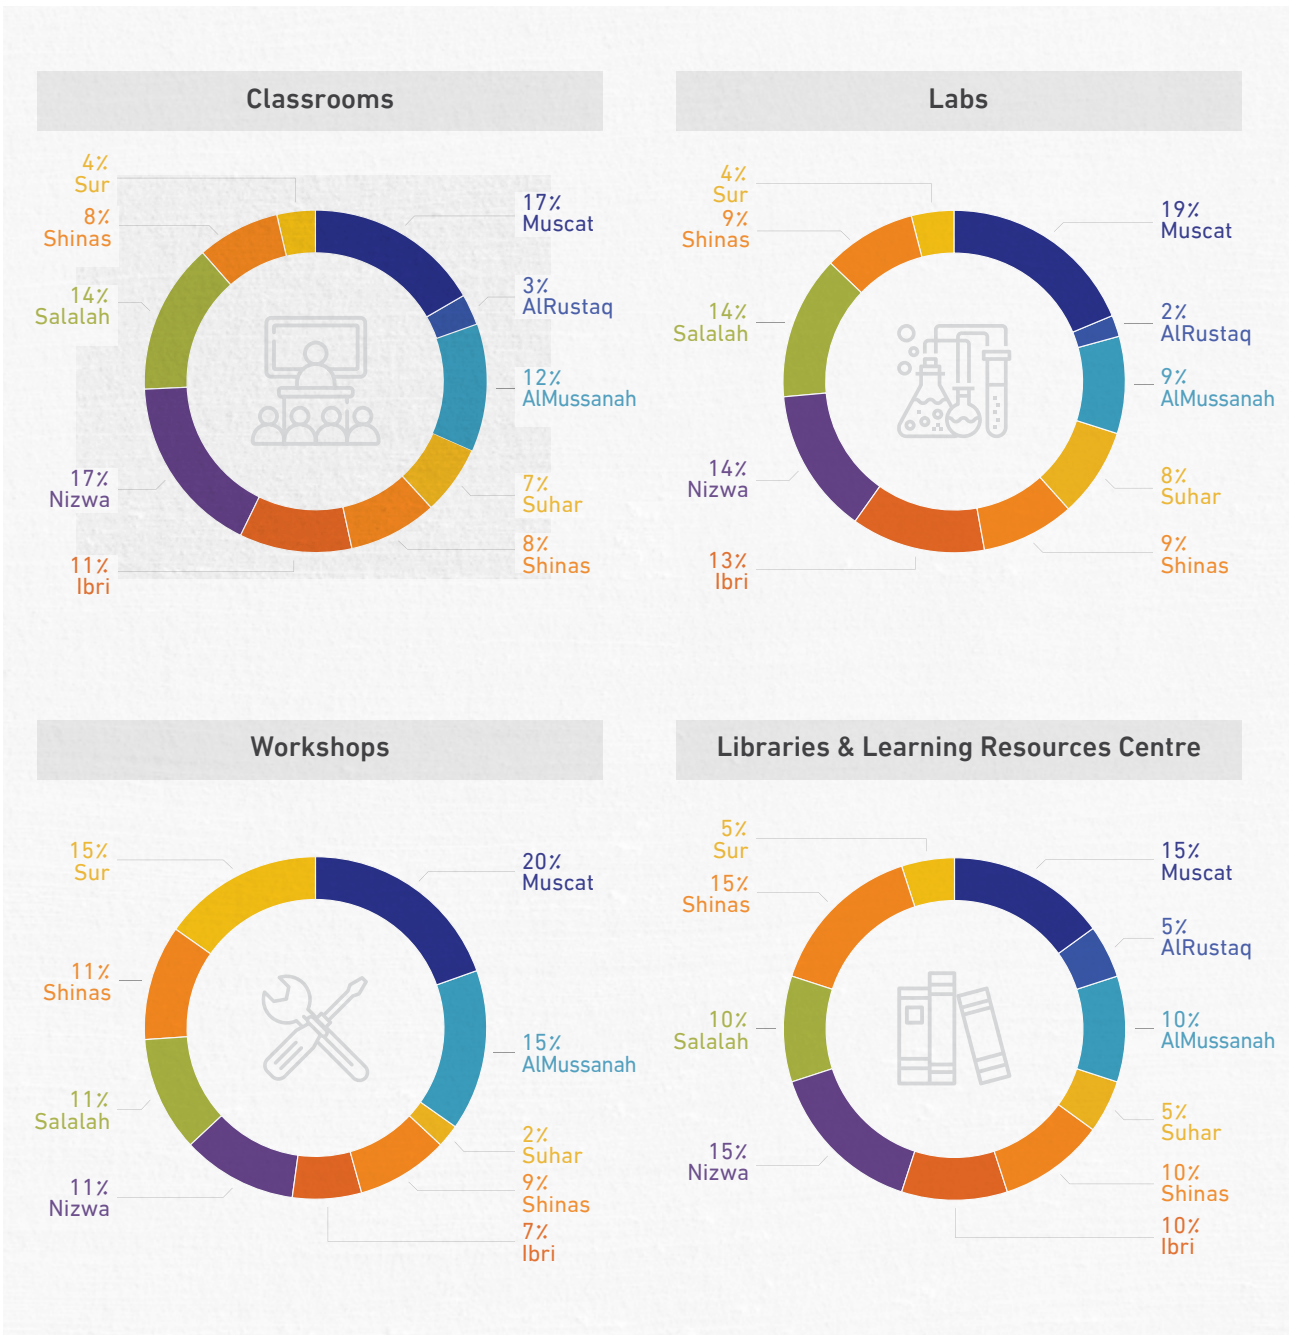 Classrooms
4%
Sur
8%
Shinas
14%
Salalah
17%
Nizwa
11%
Ibri
17%
Muscat
3%
AlRustaq
12%
AlMussanah
7%
Suhar
8%
Shinas
Labs
4%
Sur
9%
Shinas
14%
Salalah
14%
Nizwa
13%
Ibri
19%
Muscat
2%
AlRustaq
9%
AlMussanah
8%
Suhar
9%
Shinas
Workshops
15%
Sur
11%
Shinas
11%
Salalah
11%
Nizwa
20%
Muscat
15%
AlMussanah
2%
Suhar
9%
Shinas
7%
Ibri
Libraries & Learning Resources Centre
5%
Sur
15%
Shinas
10%
Salalah
15%
Nizwa
15%
Muscat
5%
AlRustaq
10%
AlMussanah
5%
Suhar
10%
Shinas
10%
Ibri